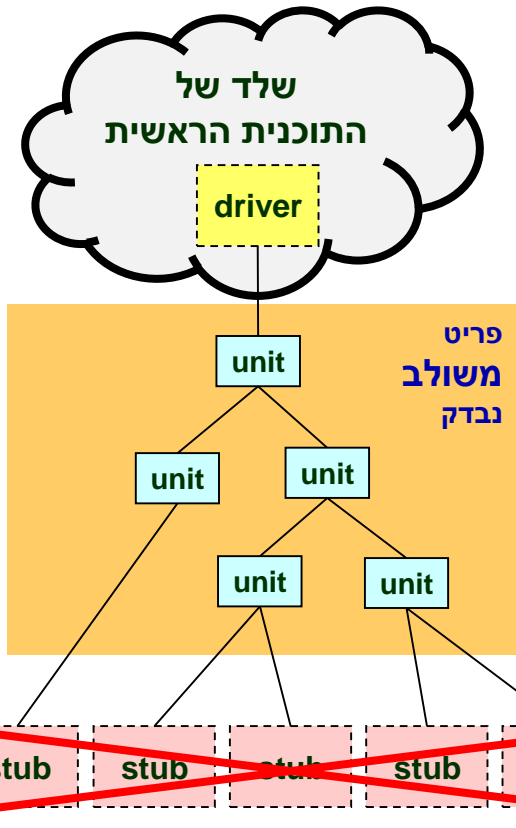 שלד של
התוכנית הראשית
driver
פריט
משולב
נבדק
unit
unit
unit
unit
unit
stub
stub
stub
stub